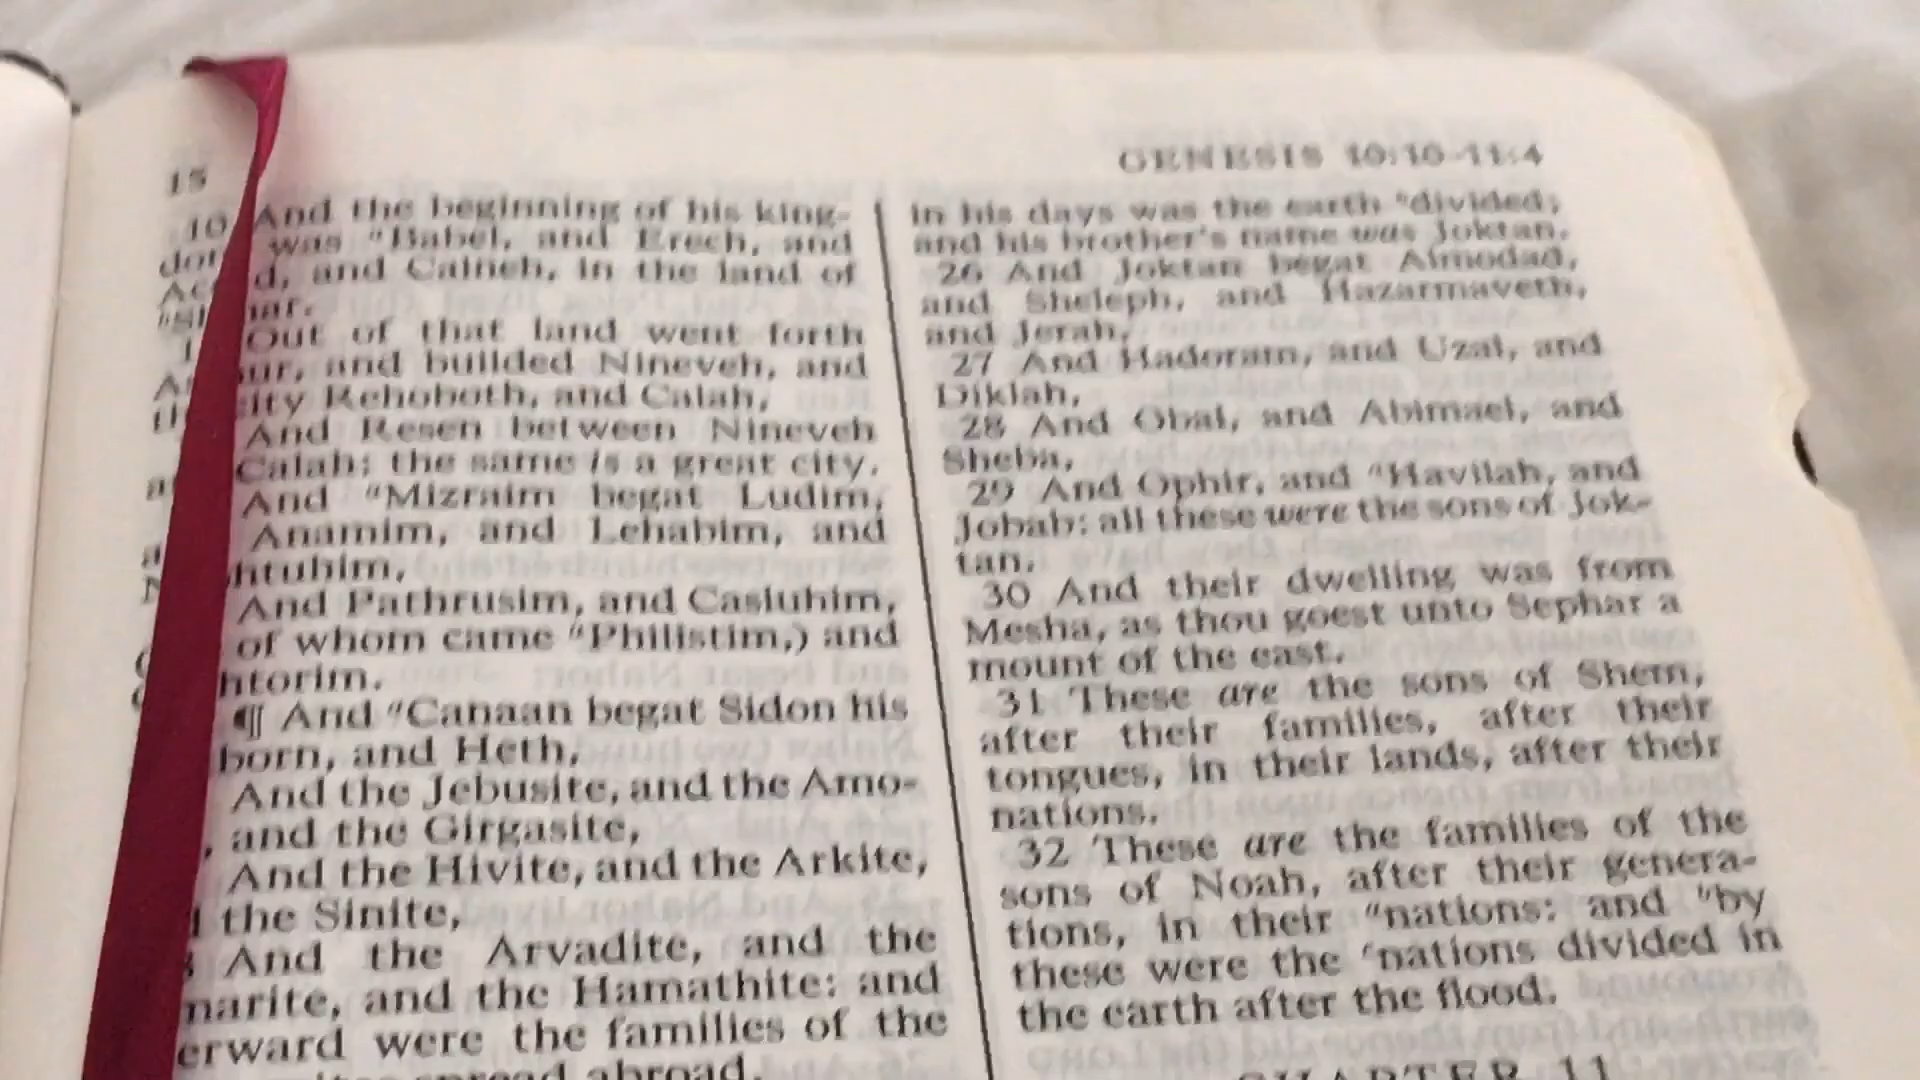 15
GENESIS 10:10-11:4
10 And the beginning of his king-
was "Babel, and Erech, and
and Calneh, in the land of
Out of that land went forth
and builded Nineveh, and
Rehoboth, and Calah,
And Resen between Nineveh
Calah: the same is a great city.
And "Mizraim begat Ludim,
Anamim, and Lehabim, and
And Pathrusim, and Casluhim,
of whom came "Philistim,) and
¶ And "Canaan begat Sidon his
born, and Heth,
And the Jebusite, and the Amo-
, and the Girgasite,
And the Hivite, and the Arkite,
the Sinite,
And the Arvadite, and the
and the Hamathite: and
were the families of the
spread abroad.
in his days was the earth "divided;
and his brother's name was Joktan.
26 And Joktan begat Almodad,
and Sheleph, and Hazarmaveth,
and Jerah,
27 And Hadoram, and Uzal, and
Diklah,
28 And Obal, and Abimael, and
Sheba,
29 And Ophir, and "Havilah, and
Jobab: all these were the sons of Jok-
tan.
30 And their dwelling was from
Mesha, as thou goest unto Sephar a
mount of the east.
31 These are the sons of Shem,
after their families, after their
tongues, in their lands, after their
nations.
32 These are the families of the
sons of Noah, after their genera-
tions, in their "nations: and "by
these were the 'nations divided in
the earth after the flood.
CHAPTER 11